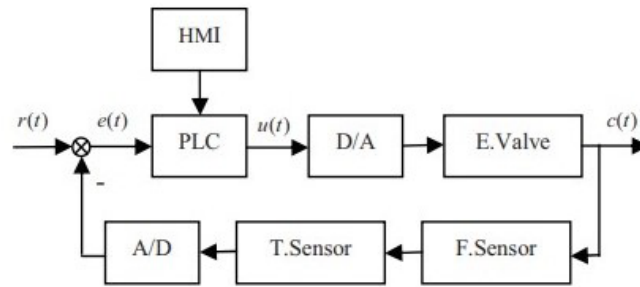 HMI
r(t)
e(t)
PLC
u(t)
D/A
E.Valve
c(t)
-
A/D
T.Sensor
F.Sensor